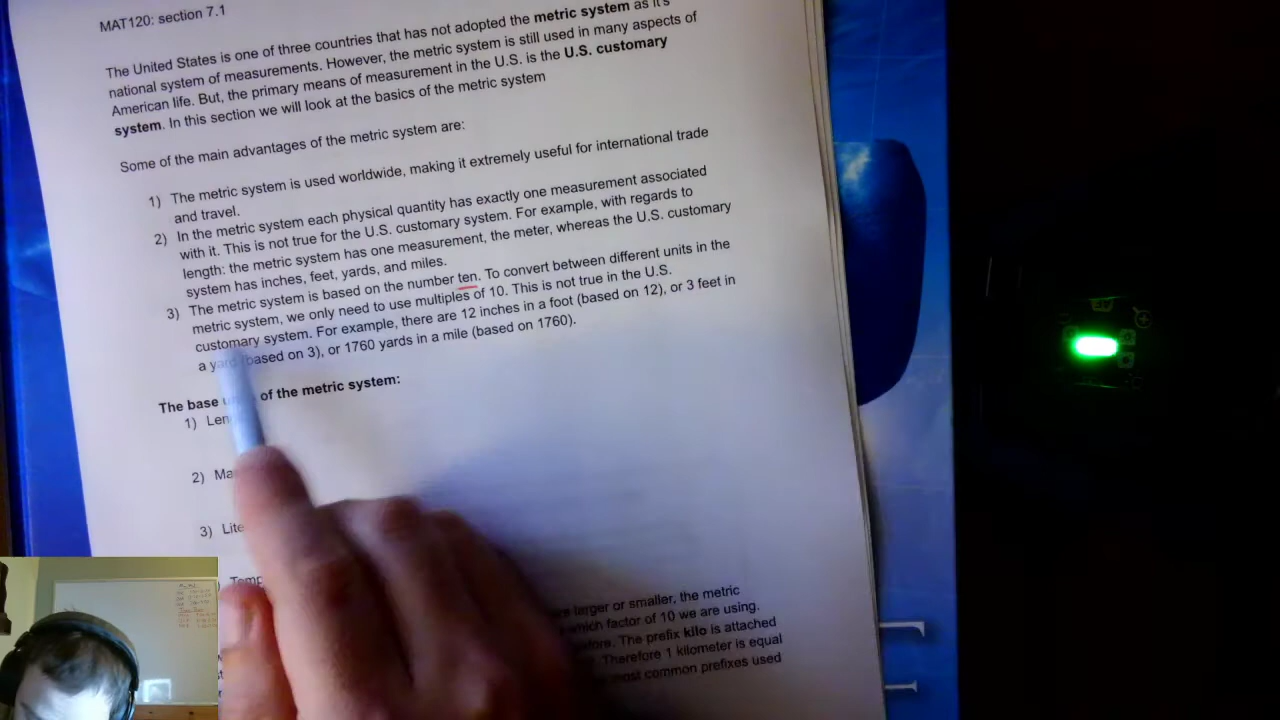 MAT120: section 7.1
The United States is one of three countries that has not adopted the metric system as it's
national system of measurements. However, the metric system is still used in many aspects of
American life. But, the primary means of measurement in the U.S. is the U.S. customary
system. In this section we will look at the basics of the metric system
Some of the main advantages of the metric system are:
1) The metric system is used worldwide, making it extremely useful for international trade
and travel.
2) In the metric system each physical quantity has exactly one measurement associated
with it. This is not true for the U.S. customary system. For example, with regards to
length: the metric system has one measurement, the meter, whereas the U.S. customary
system has inches, feet, yards, and miles.
3) The metric system is based on the number ten. To convert between different units in the
metric system, we only need to use multiples of 10. This is not true in the U.S.
customary system. For example, there are 12 inches in a foot (based on 12), or 3 feet in
a yard (based on 3), or 1760 yards in a mile (based on 1760).
The base of the metric system:
1) Len
2) Ma
3) Lite
Temp
larger or smaller, the metric
which factor of 10 we are using.
The prefix kilo is attached
Therefore 1 kilometer is equal
most common prefixes used